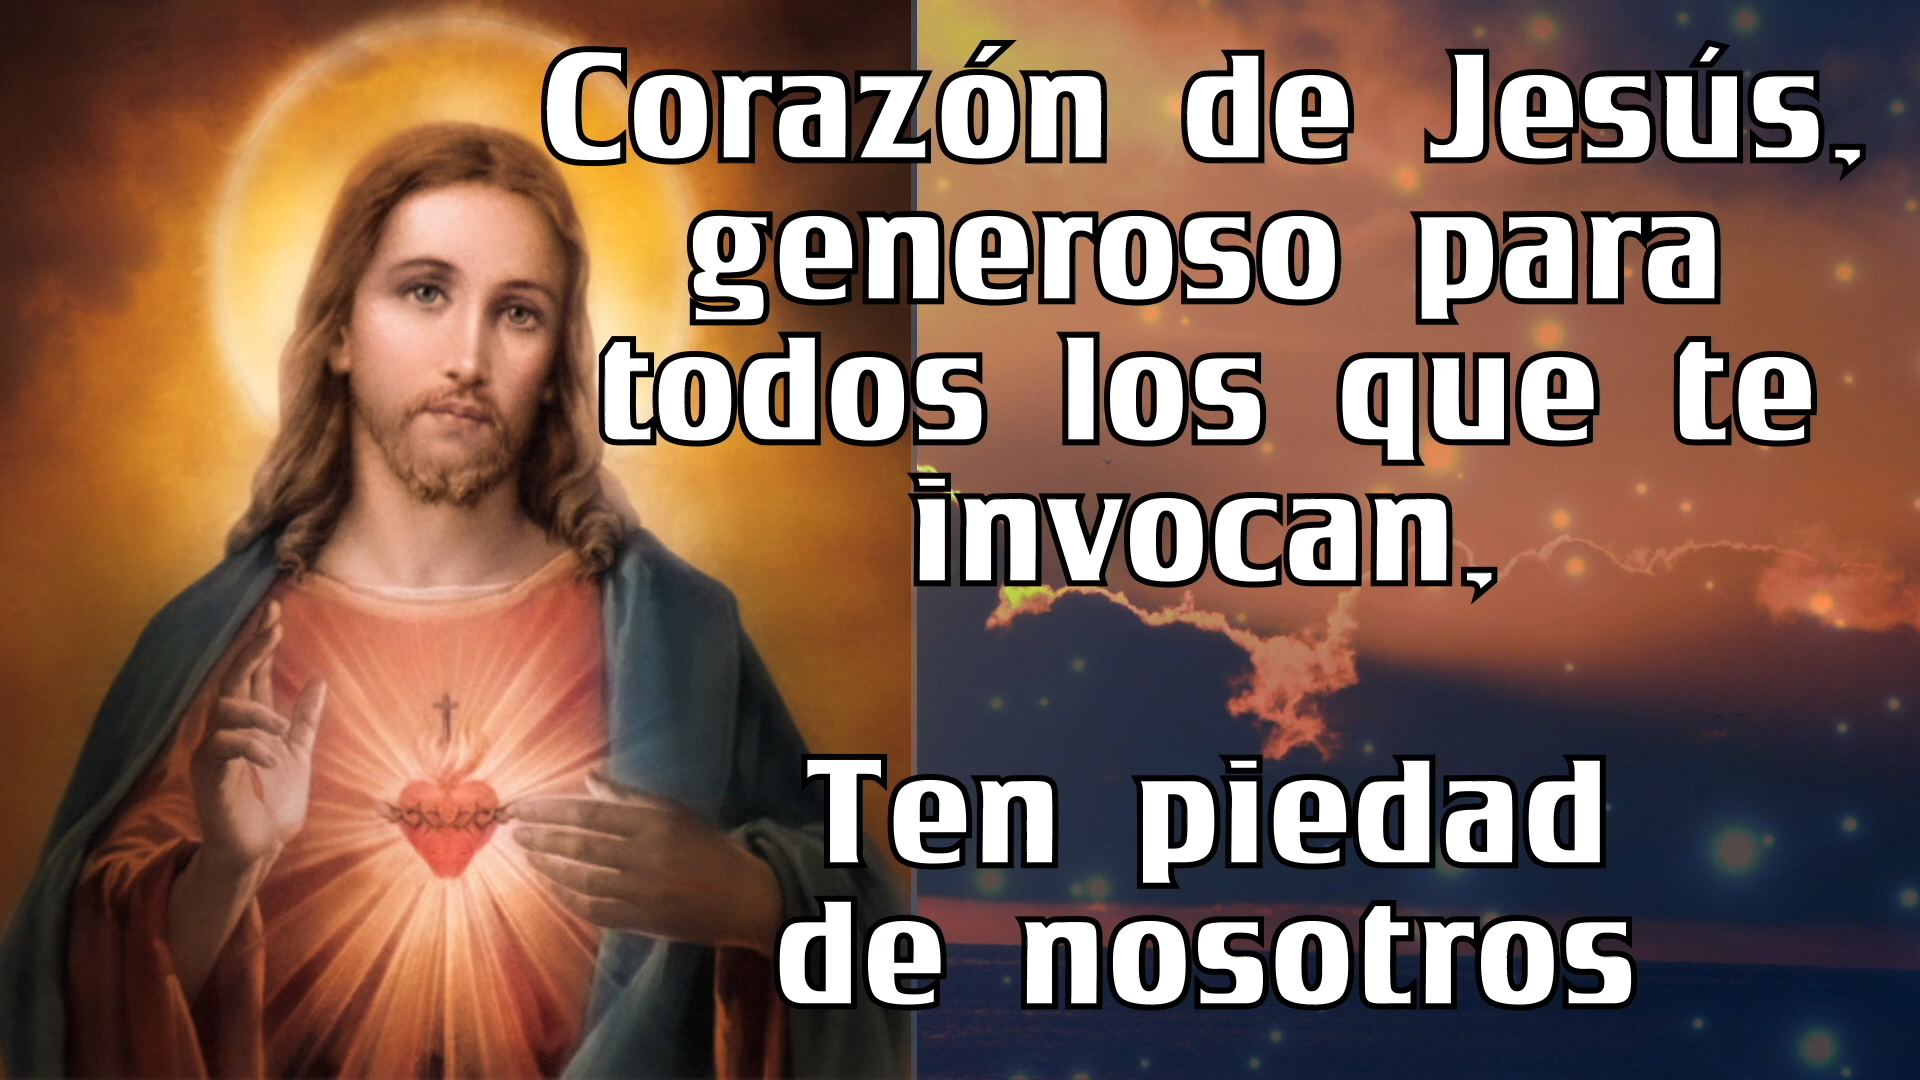 Corazón de Jesús,
generoso para
todos los que te
invocan,
Ten piedad
de nosotros